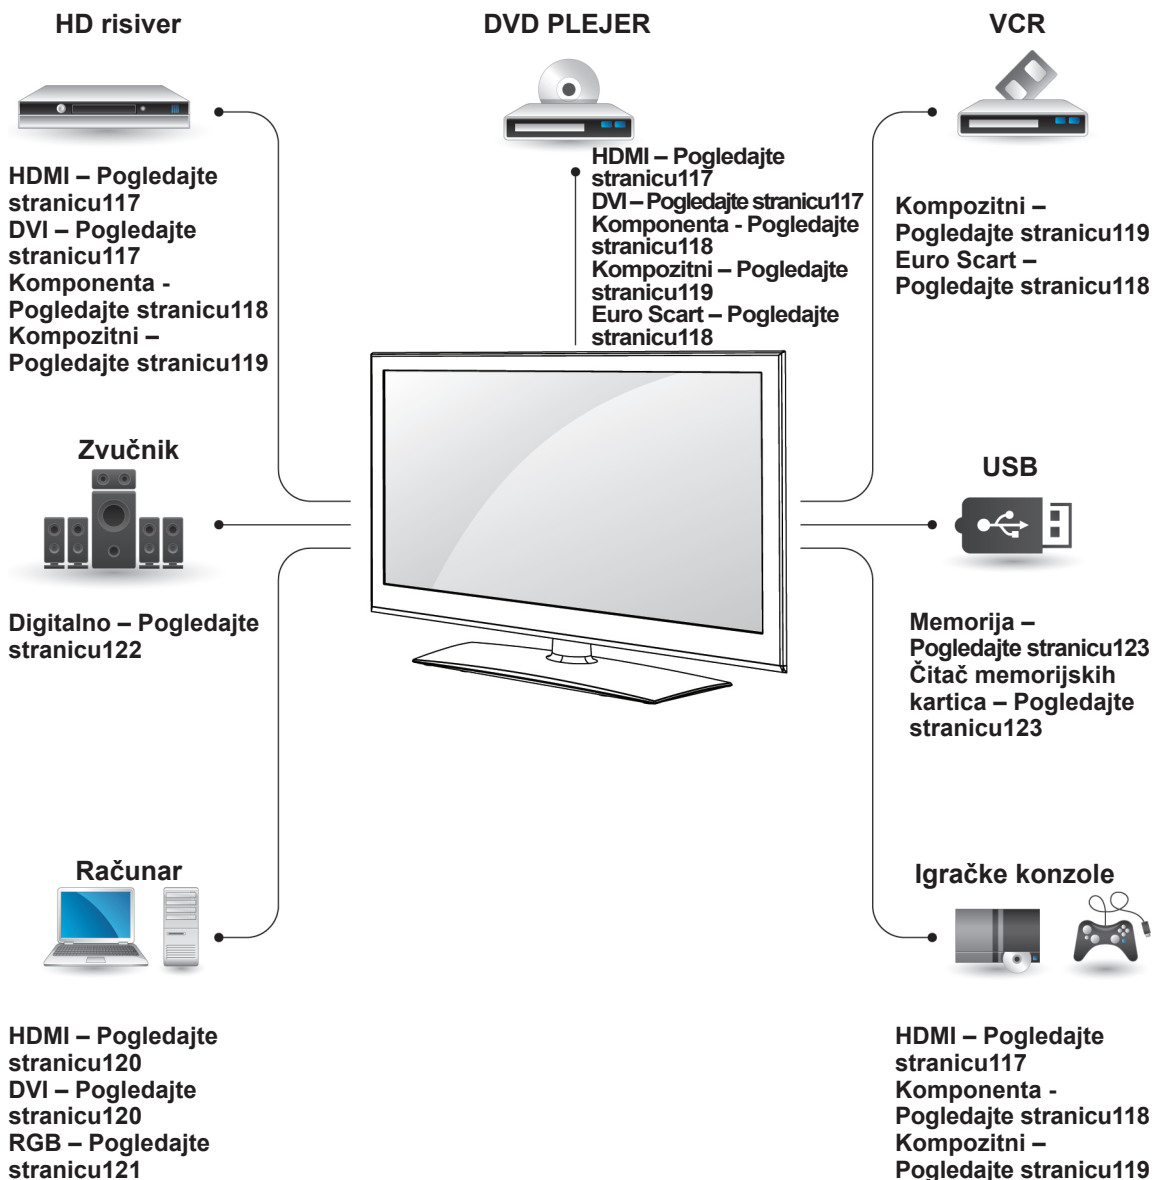 HD risiver
HDMI – Pogledajte
stranicu117
DVI – Pogledajte
stranicu117
Komponenta -
Pogledajte stranicu118
Kompozitni –
Pogledajte stranicu119
DVD PLEJER
HDMI – Pogledajte
stranicu117
DVI – Pogledajte stranicu117
Komponenta - Pogledajte
stranicu118
Kompozitni – Pogledajte
stranicu119
Euro Scart – Pogledajte
stranicu118
VCR
Kompozitni –
Pogledajte stranicu119
Euro Scart –
Pogledajte stranicu118
Zvučnik
Digitalno – Pogledajte
stranicu122
USB
Memorija –
Pogledajte stranicu123
Čitač memorijskih
kartica – Pogledajte
stranicu123
Računar
HDMI – Pogledajte
stranicu120
DVI – Pogledajte
stranicu120
RGB – Pogledajte
stranicu121
Igračke konzole
HDMI – Pogledajte
stranicu117
Komponenta -
Pogledajte stranicu118
Kompozitni –
Pogledajte stranicu119